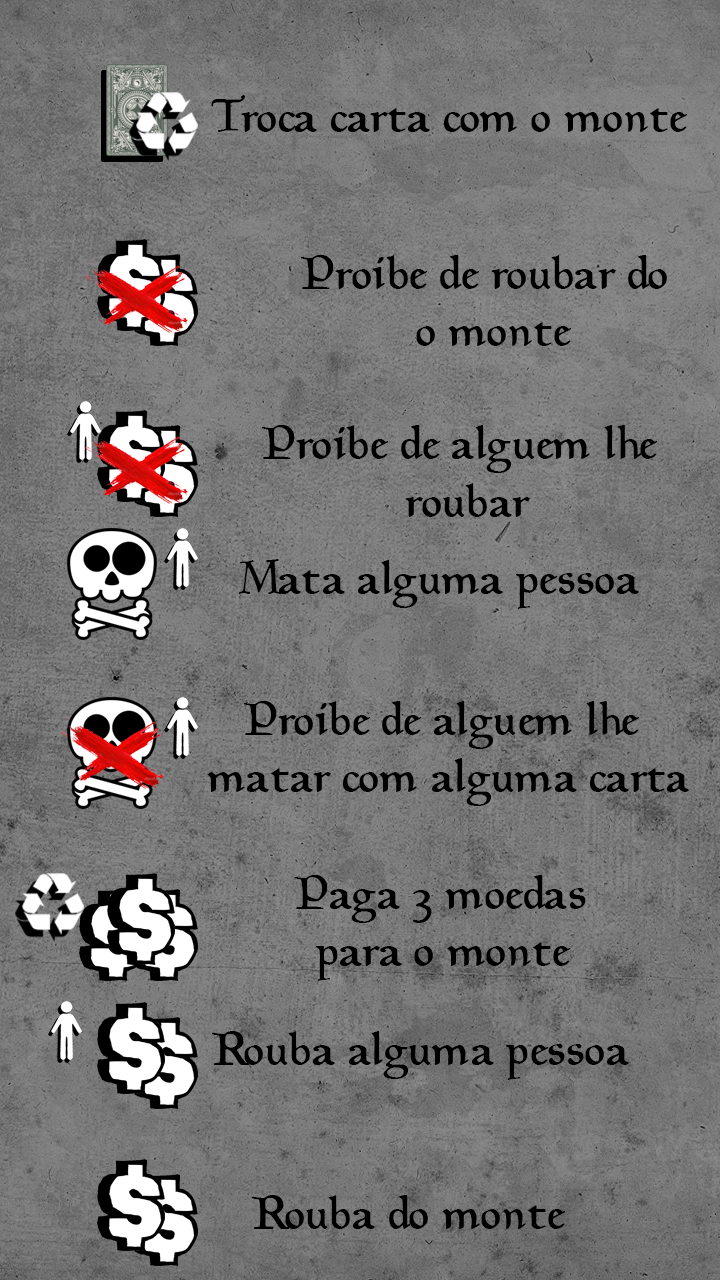 Troca carta com o monte
Proíbe de roubar do
o monte
Proíbe de alguem lhe
roubar
Mata alguma pessoa
Proíbe de alguem lhe
matar com alguma carta
Paga 3 moedas
para o monte
Rouba alguma pessoa
Rouba do monte